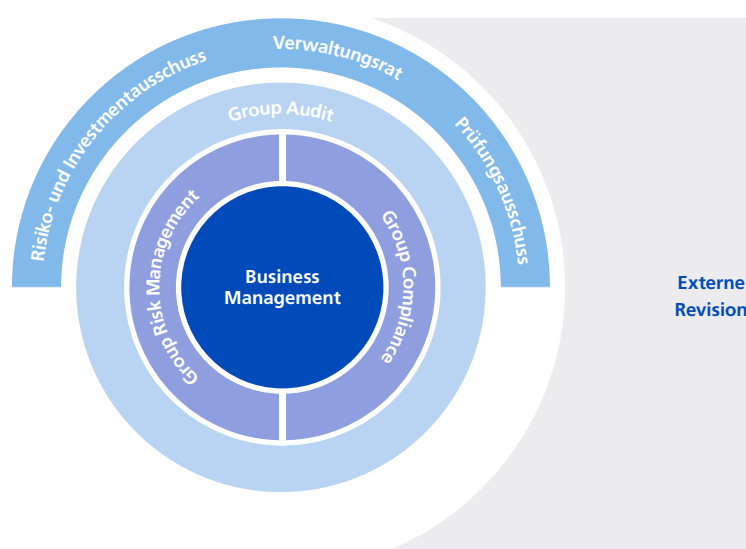 Risiko- und Investmentausschuss
Verwaltungsrat
Prüfungsausschuss
Group Audit
Group Risk Management
Group Compliance
Business
Management
Externe
Revision